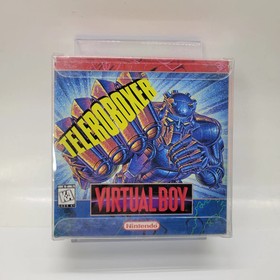 TELEROBOXER
VIRTUAL BOY
K-A
Nintendo